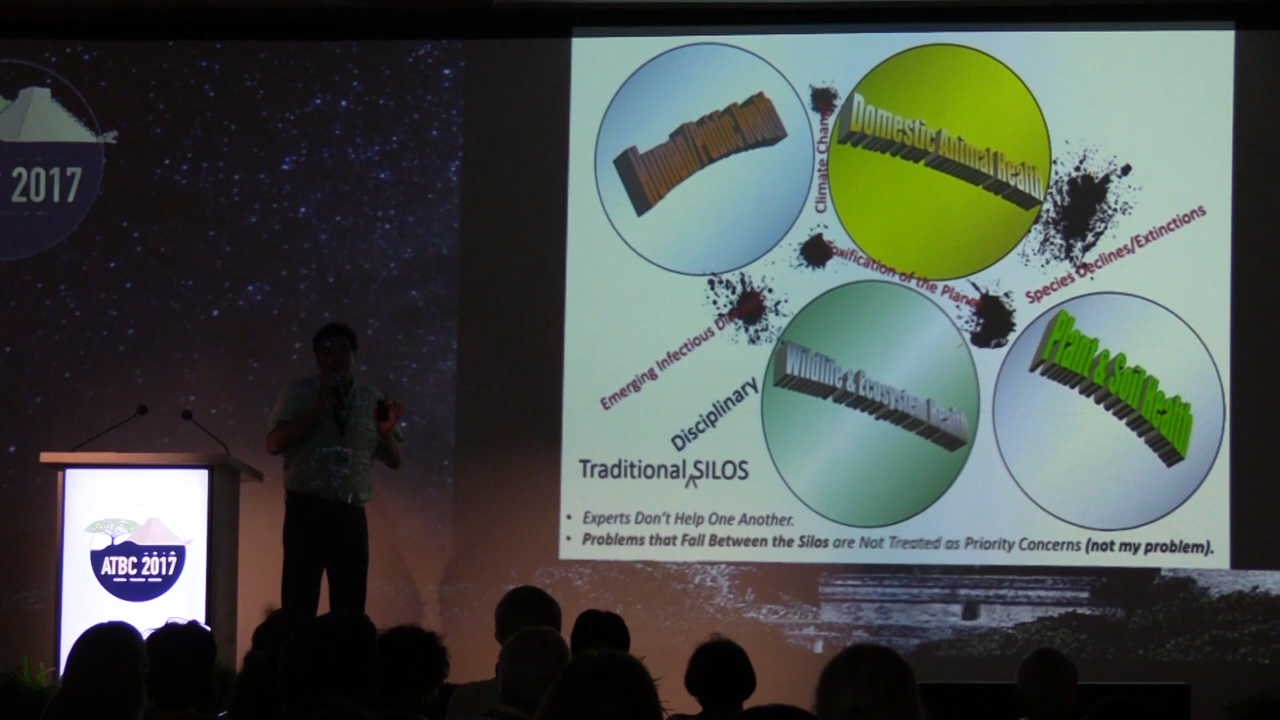 2017
Human/Public Health
Domestic Animal Health
Climate Chan
Toxification of the Plane
Species Declines/Extinctions
Emerging Infectious Di
Wildlife & Ecosystem Health
Plant & Soil Health
Disciplinary
Traditional SILOS
• Experts Don't Help One Another.
• Problems that Fall Between the Silos are Not Treated as Priority Concerns (not my problem).
ATBC 2017